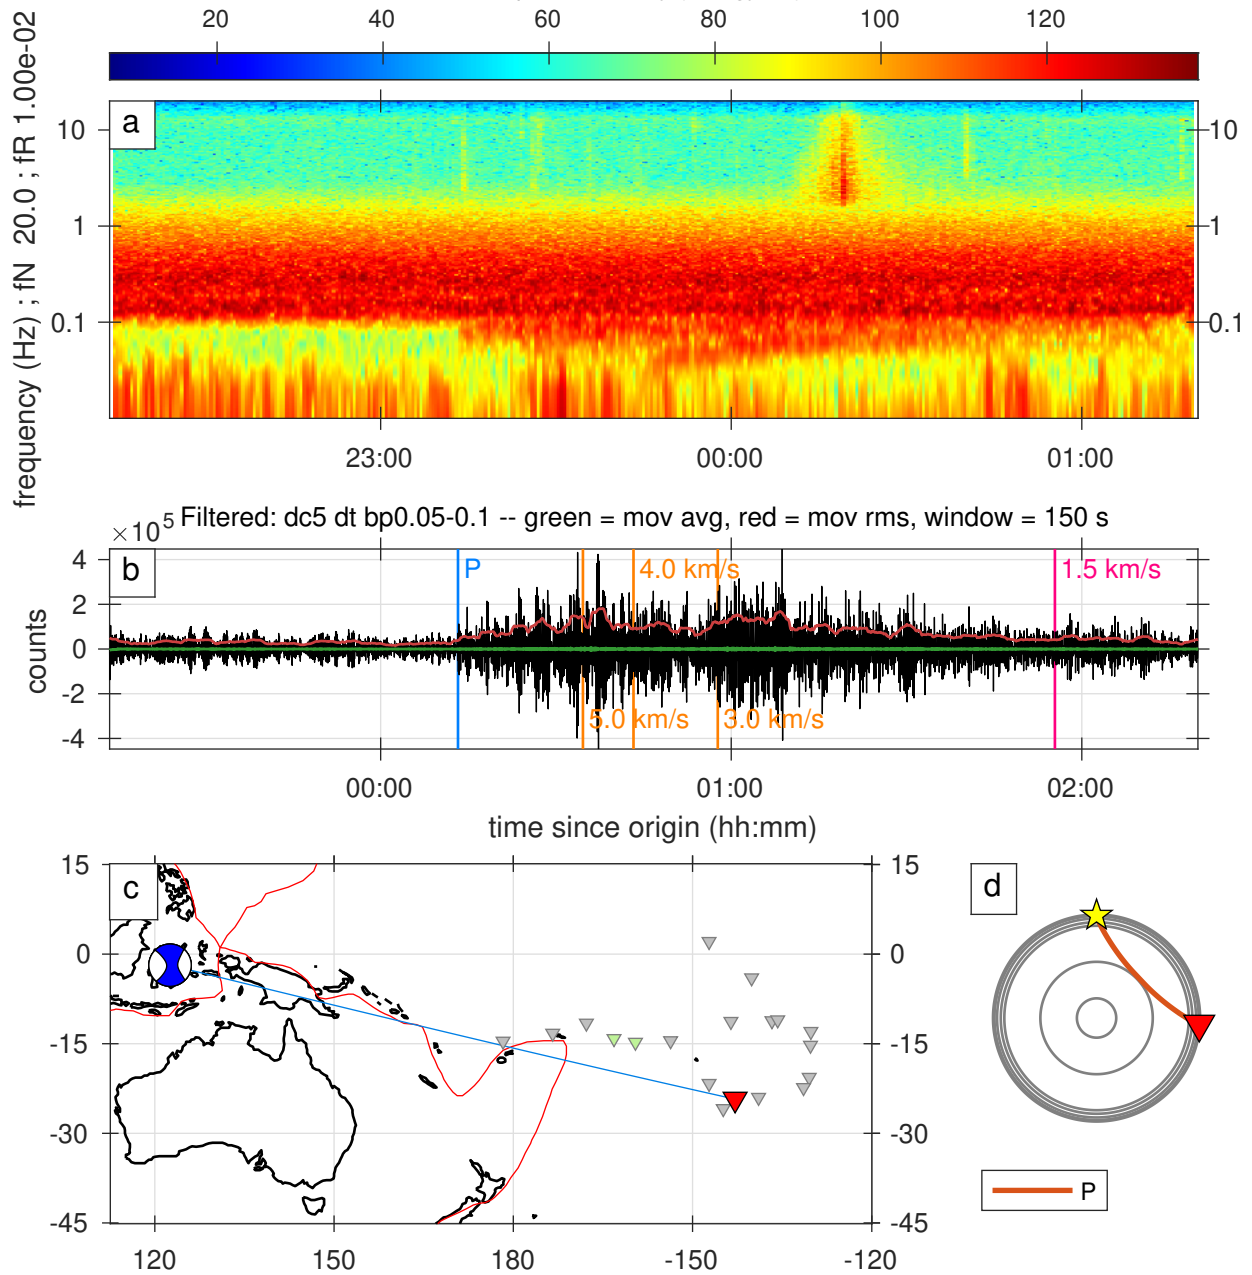 20 40 60 80 100 120
frequency (Hz) ; fN 20.0 ; fR 1.00e-02
a
10 10
1 1
0.1 0.1
23:00 00:00 01:00
×10^5 Filtered: dc5 dt bp0.05-0.1 -- green = mov avg, red = mov rms, window = 150 s
b
counts
4
2
0
-2
-4
P
4.0 km/s
1.5 km/s
5.0 km/s
3.0 km/s
00:00 01:00 02:00
time since origin (hh:mm)
c
d
15 15
0 0
-15 -15
-30 -30
-45 -45
120 150 180 -150 -120
P